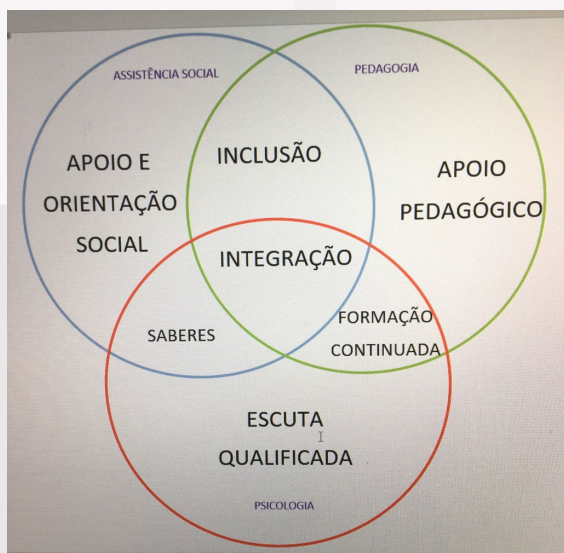 ASSISTÊNCIA SOCIAL
PEDAGOGIA
APOIO E
ORIENTAÇÃO
SOCIAL
INCLUSÃO
APOIO
PEDAGÓGICO
INTEGRAÇÃO
SABERES
FORMAÇÃO
CONTINUADA
ESCUTA
QUALIFICADA
PSICOLOGIA